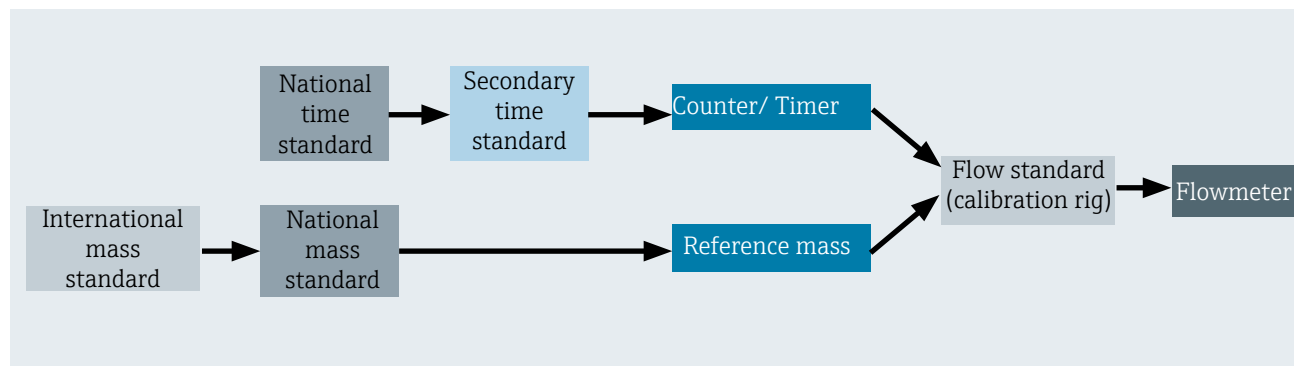 National
time
standard
Secondary
time
standard
Counter/ Timer
Flow standard
(calibration rig)
Flowmeter
International
mass
standard
National
mass
standard
Reference mass